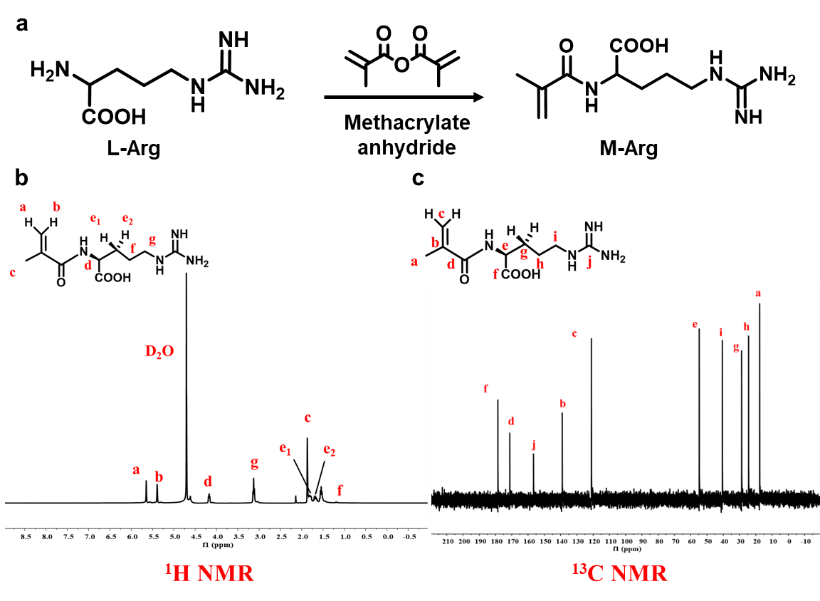 a
H₂N
COOH
N
H
NH
NH₂
L-Arg
O
O
O
Methacrylate
anhydride
O
COOH
N
H
N
H
NH₂
NH
M-Arg
b
a
b
H
H
e₁
e₂
H
H
f
g
NH
NH
N
H
NH₂
c
d
COOH
O
D₂O
a
b
d
g
c
e₁
e₂
f
8.5 8.0 7.5 7.0 6.5 6.0 5.5 5.0 4.5 4.0 3.5 3.0 2.5 2.0 1.5 1.0 0.5 0.0 -0.5
f1 (ppm)
¹H NMR
c
c
H
H
b
a
d
O
NH
e
H
H
g
f
COOH
h
i
N
H
NH
j
NH₂
f
d
j
b
c
e
i
g
h
a
210 200 190 180 170 160 150 140 130 120 110 100 90 80 70 60 50 40 30 20 10 0 -10
f1 (ppm)
¹³C NMR